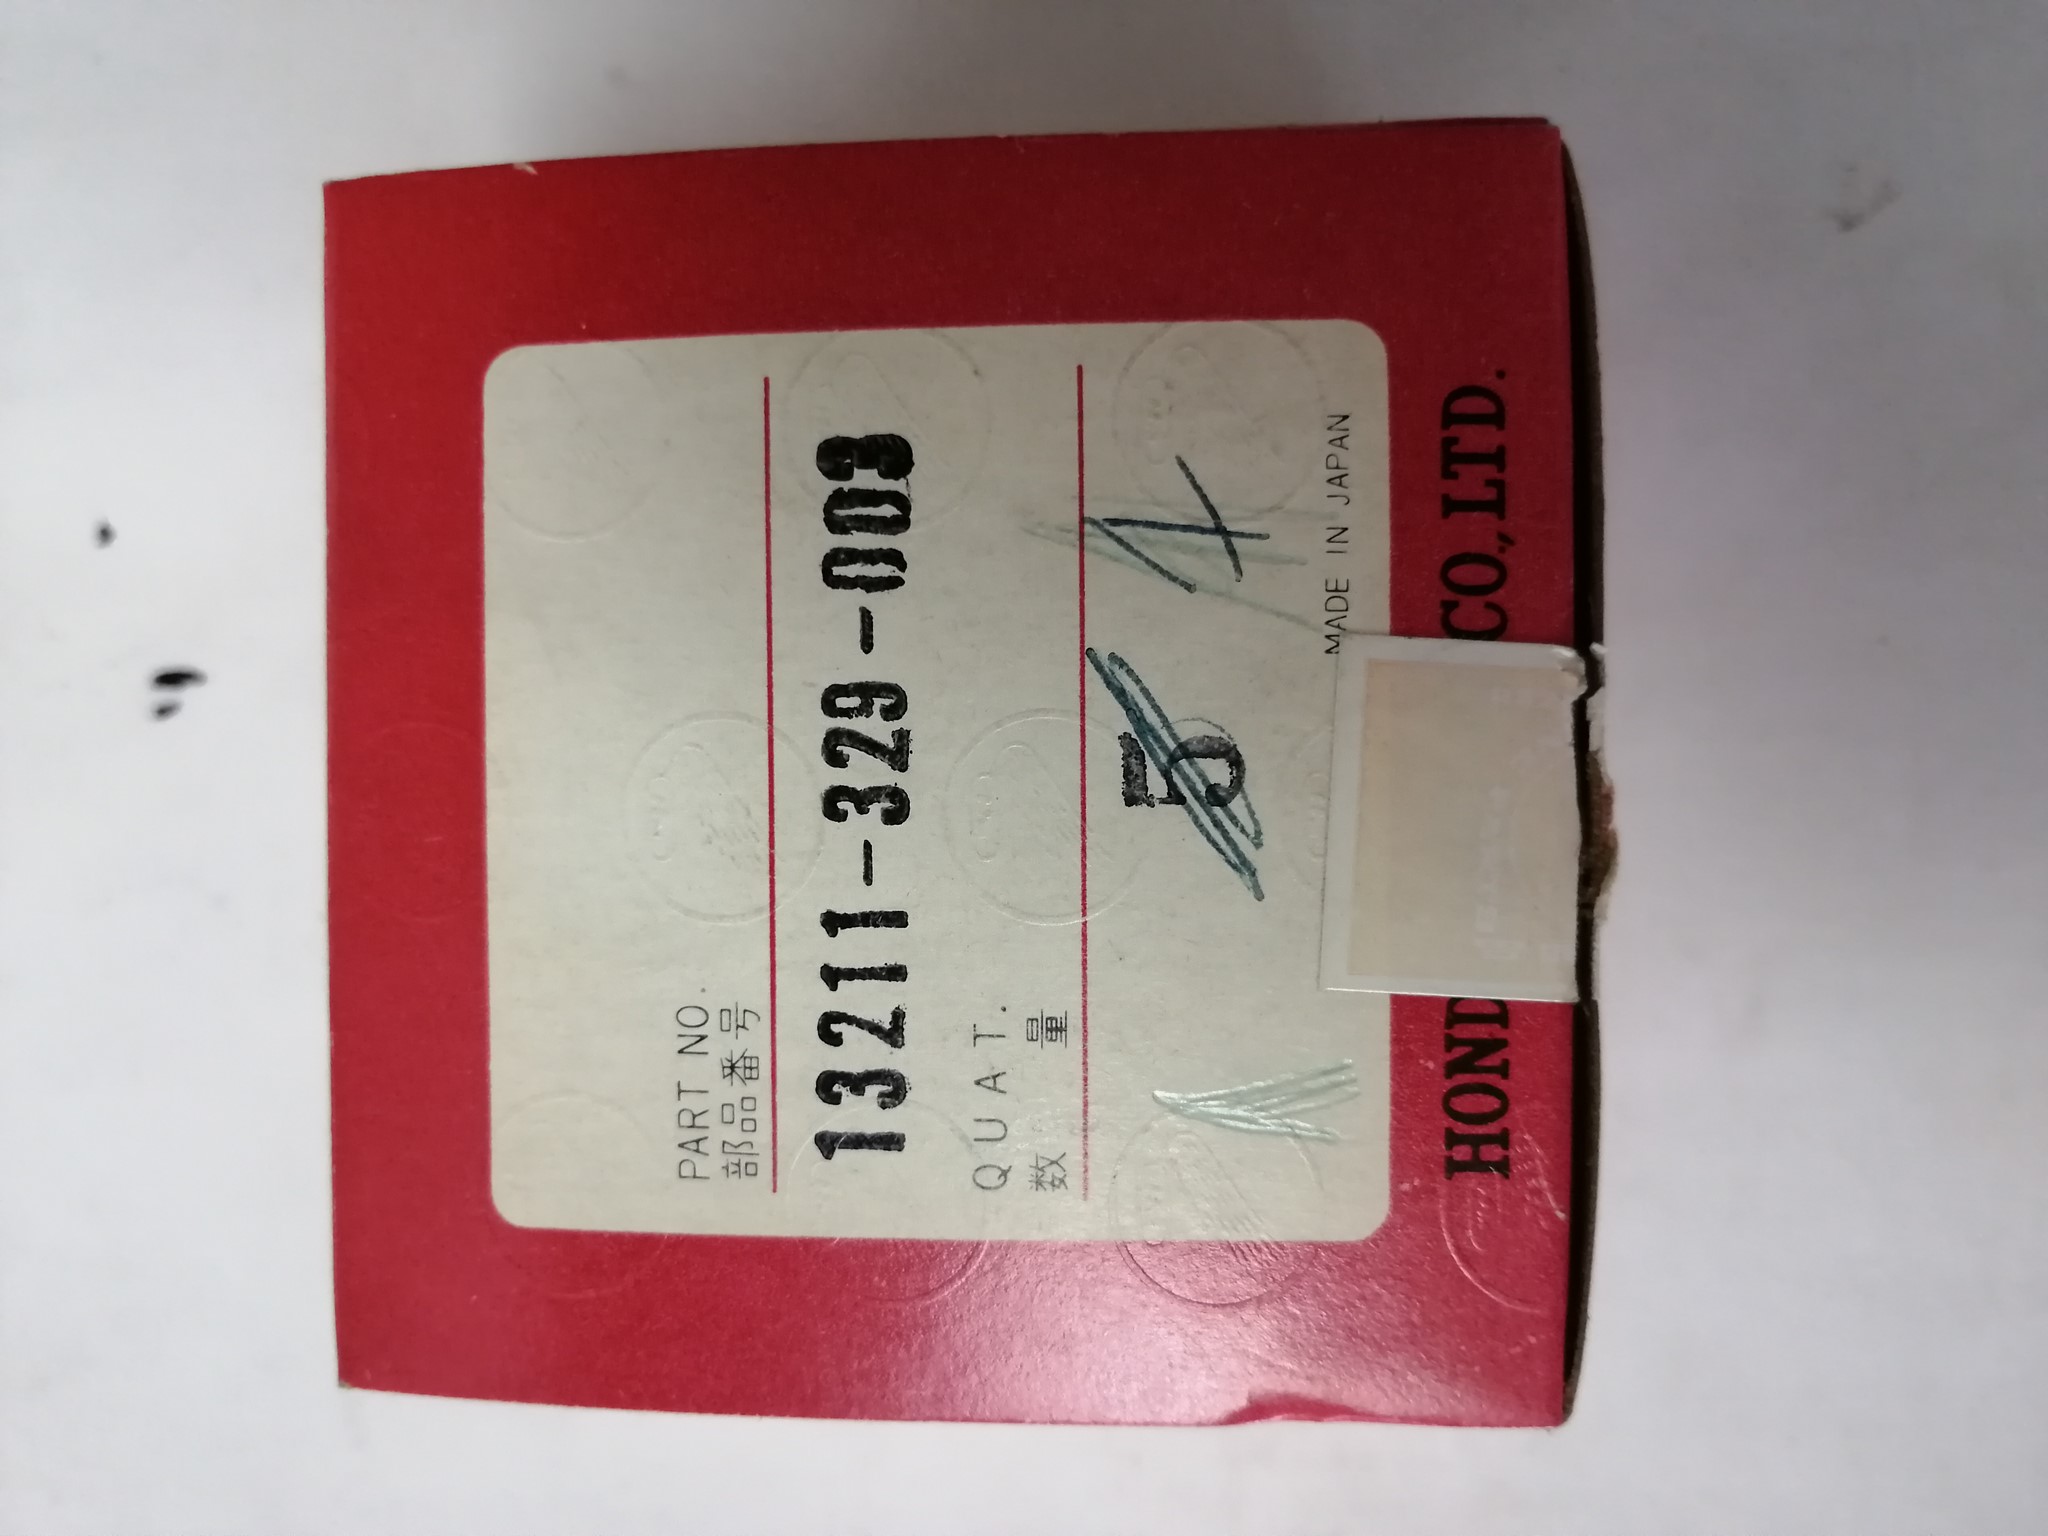 PART NO.
部品番号
13211-329-003
QUAT.
数 量
5 4
MADE IN JAPAN
HOND CO.,LTD.